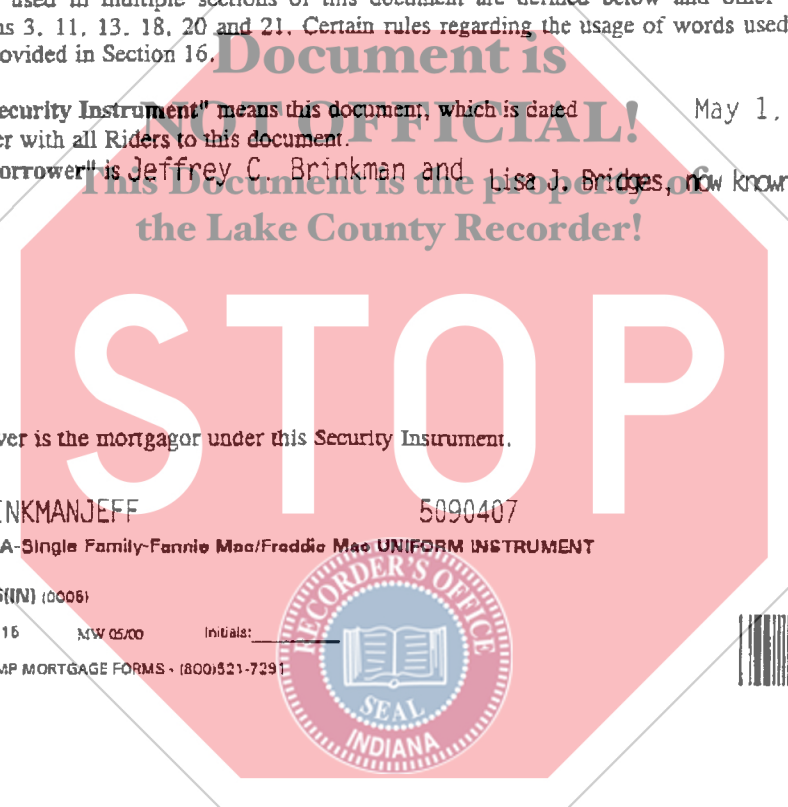 used in multiple sections of this document are defined below and other
ns 3, 11, 13, 18, 20 and 21. Certain rules regarding the usage of words used
ovided in Section 16.
Document is
ecurity Instrument" means this document, which is dated May 1,
NOT OFFICIAL!
er with all Riders to this document.
orrower" is Jeffrey C. Brinkman and Lisa J. Bridges, now known
This Document is the property of
the Lake County Recorder!
STOP
ver is the mortgagor under this Security Instrument.
NKMANJEFF 5090407
A-Single Family-Fannie Mae/Freddie Mac UNIFORM INSTRUMENT
(IN) (0005)
16 MW 05/00 Initials:
MP MORTGAGE FORMS - (800)521-7291
RECORDER'S OFFICE
SEAL
INDIANA